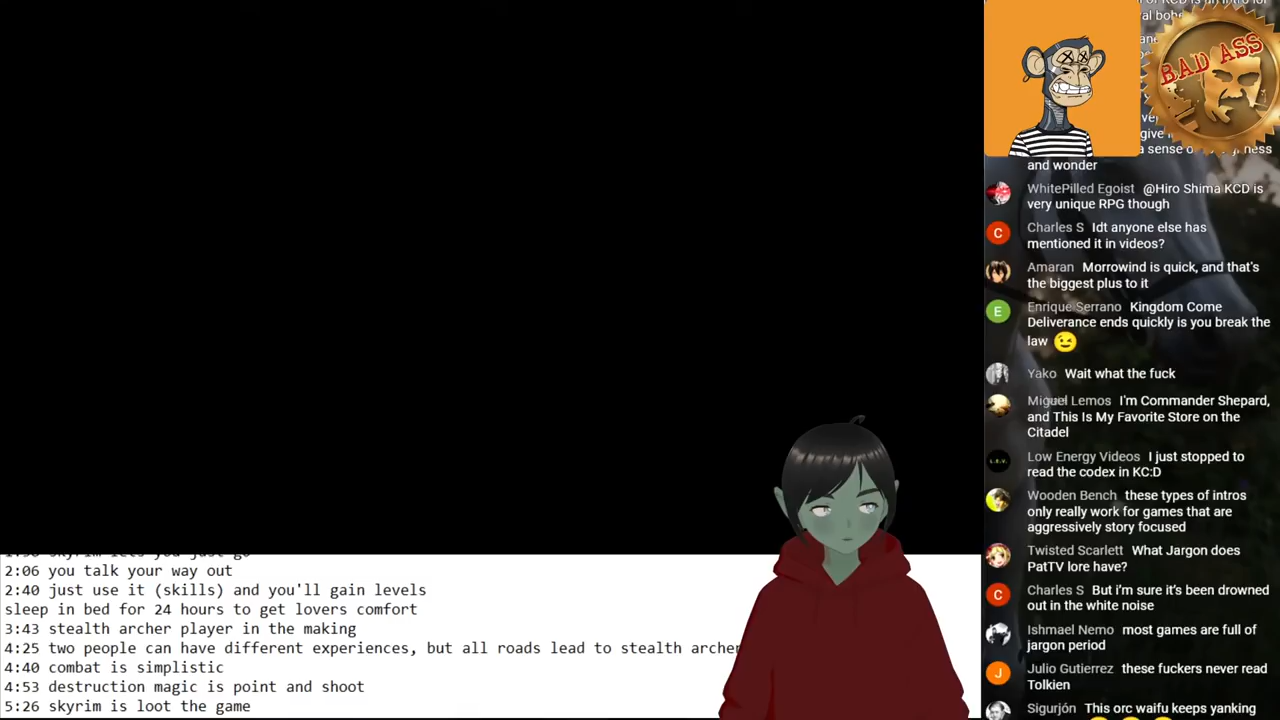 BAD ASS
and wonder
WhitePilled Egoist @Hiro Shima KCD is
very unique RPG though
Charles S Idt anyone else has
mentioned it in videos?
Amaran Morrowind is quick, and that's
the biggest plus to it
Enrique Serrano Kingdom Come
Deliverance ends quickly is you break the
law
Yako Wait what the fuck
Miguel Lemos I'm Commander Shepard,
and This Is My Favorite Store on the
Citadel
Low Energy Videos I just stopped to
read the codex in KC:D
Wooden Bench these types of intros
only really work for games that are
aggressively story focused
Twisted Scarlett What Jargon does
PatTV lore have?
Charles S But i'm sure it's been drowned
out in the white noise
Ishmael Nemo most games are full of
jargon period
Julio Gutierrez these fuckers never read
Tolkien
Sigurjón This orc waifu keeps yanking
skyrim lets you just go
2:06 you talk your way out
2:40 just use it (skills) and you'll gain levels
sleep in bed for 24 hours to get lovers comfort
3:43 stealth archer player in the making
4:25 two people can have different experiences, but all roads lead to stealth archer
4:40 combat is simplistic
4:53 destruction magic is point and shoot
5:26 skyrim is loot the game